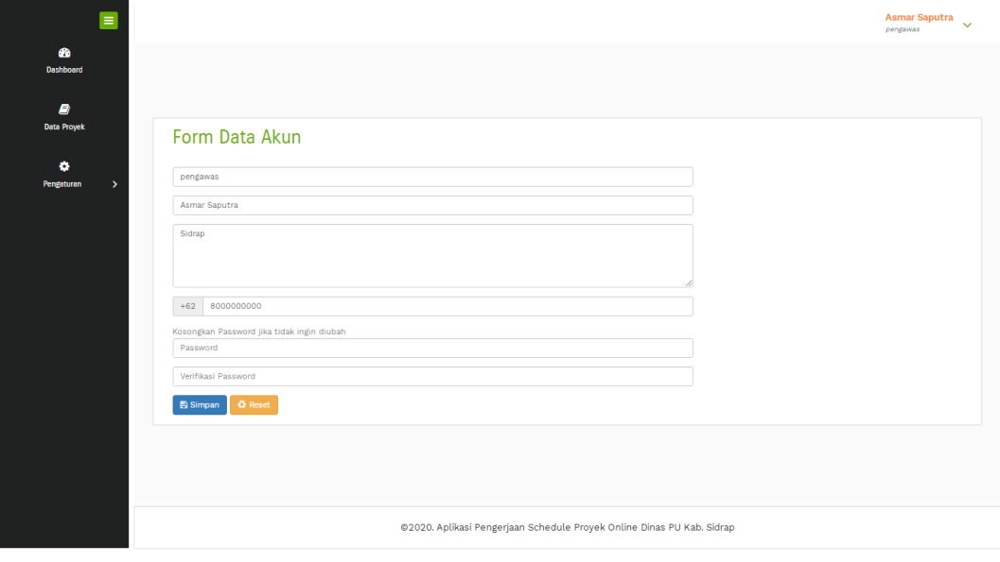 Asmar Saputra
pengawas
Dashboard
Data Proyek
Pengaturan
Form Data Akun
pengawas
Asmar Saputra
Sidrap
+62 8000000000
Kosongkan Password jika tidak ingin diubah
Password
Verifikasi Password
Simpan Reset
©2020. Aplikasi Pengerjaan Schedule Proyek Online Dinas PU Kab. Sidrap